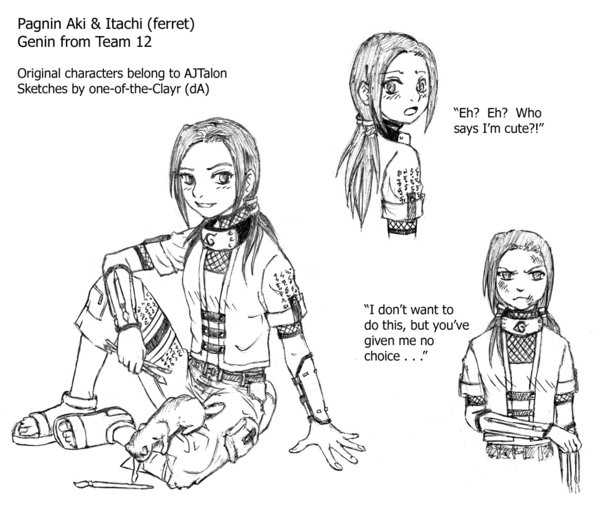 Pagnin Aki & Itachi (ferret)
Genin from Team 12
Original characters belong to AJTalon
Sketches by one-of-the-Clayr (dA)
“Eh?  Eh?  Who
says I’m cute?!”
“I don’t want to
do this, but you’ve
given me no
choice . . .”